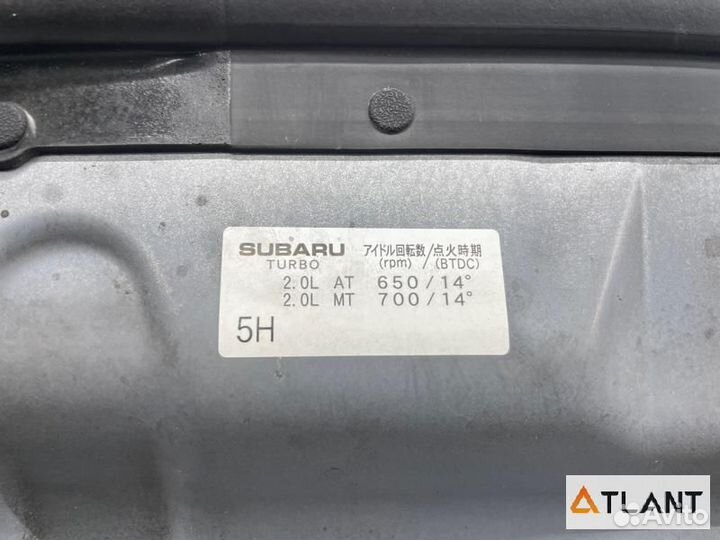 SUBARU アイドル回転数/点火時期
TURBO (rpm)/(BTDC)
2.0L AT 650/14°
2.0L MT 700/14°
5H
ATLANT
Avito